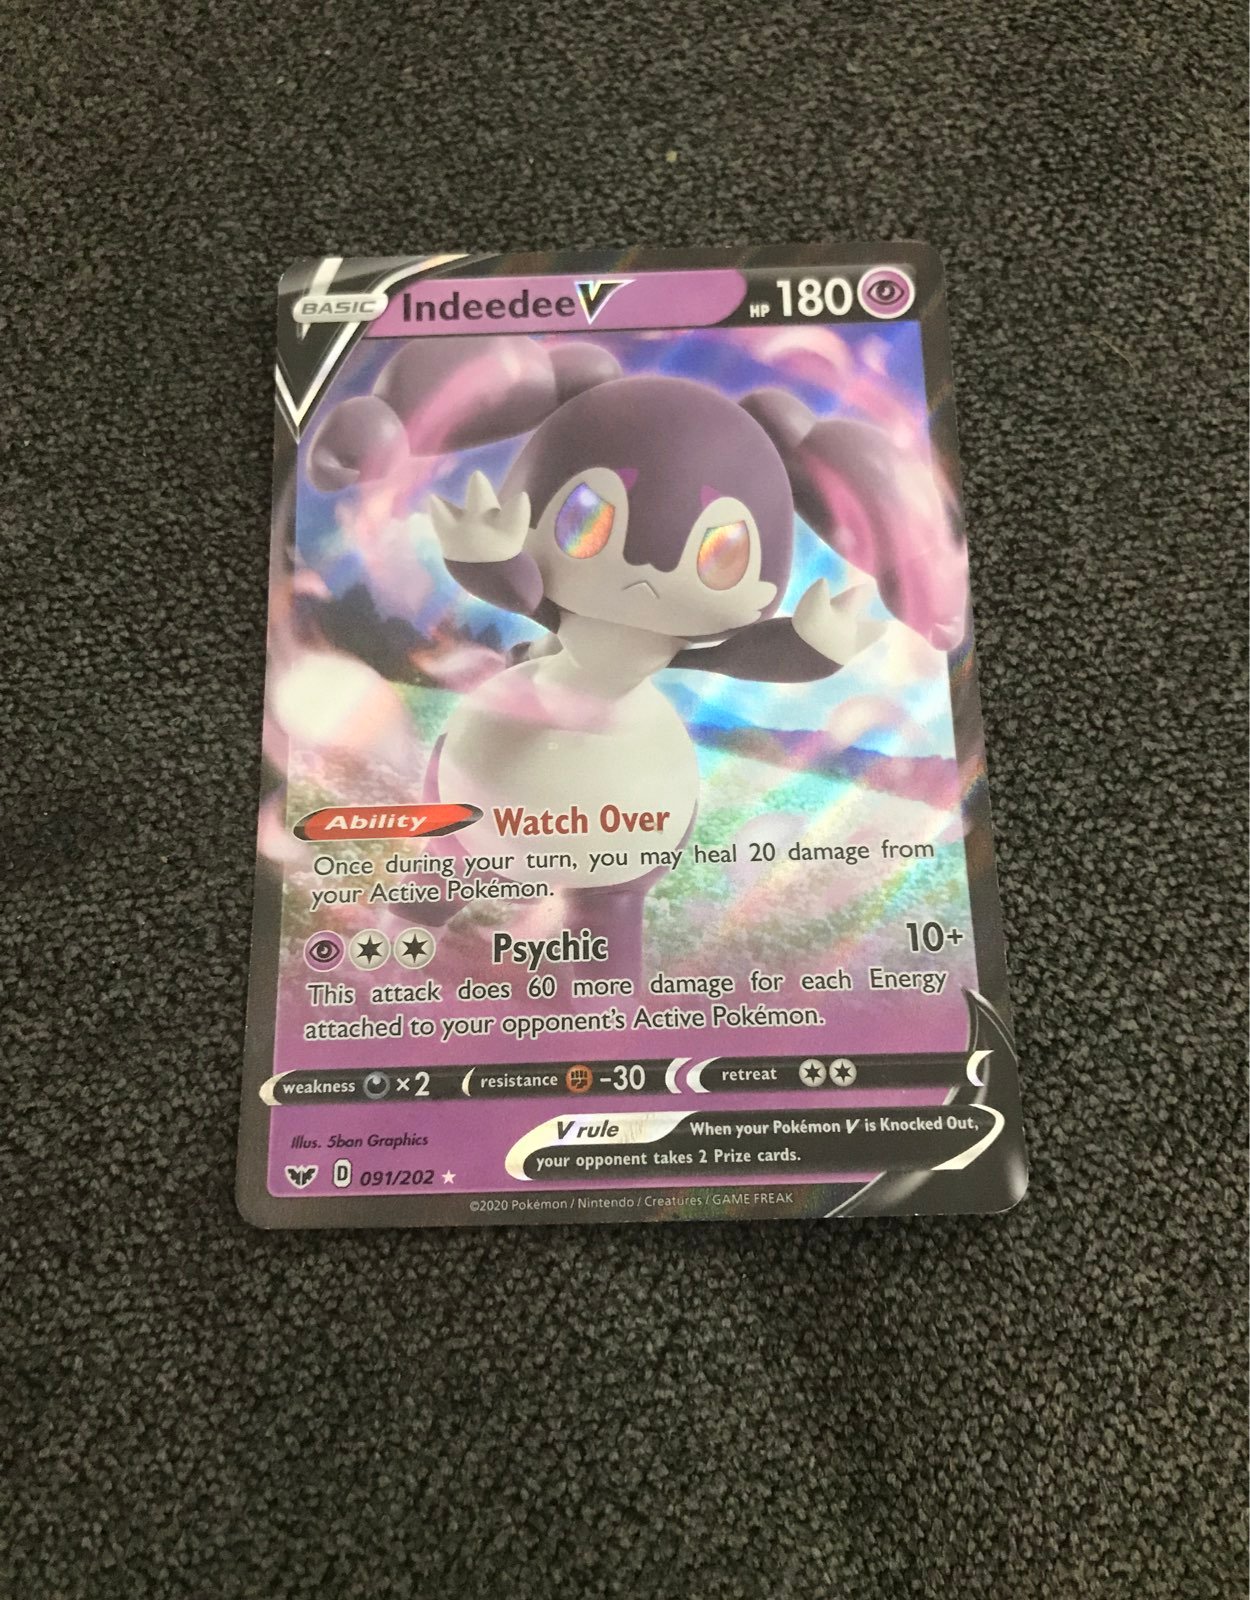 BASIC Indeedee V HP 180
Ability Watch Over
Once during your turn, you may heal 20 damage from
your Active Pokémon.
Psychic 10+
This attack does 60 more damage for each Energy
attached to your opponent's Active Pokémon.
weakness ×2 resistance -30 retreat
Illus. 5ban Graphics
V rule When your Pokémon V is Knocked Out,
your opponent takes 2 Prize cards.
D 091/202
©2020 Pokémon / Nintendo / Creatures / GAME FREAK